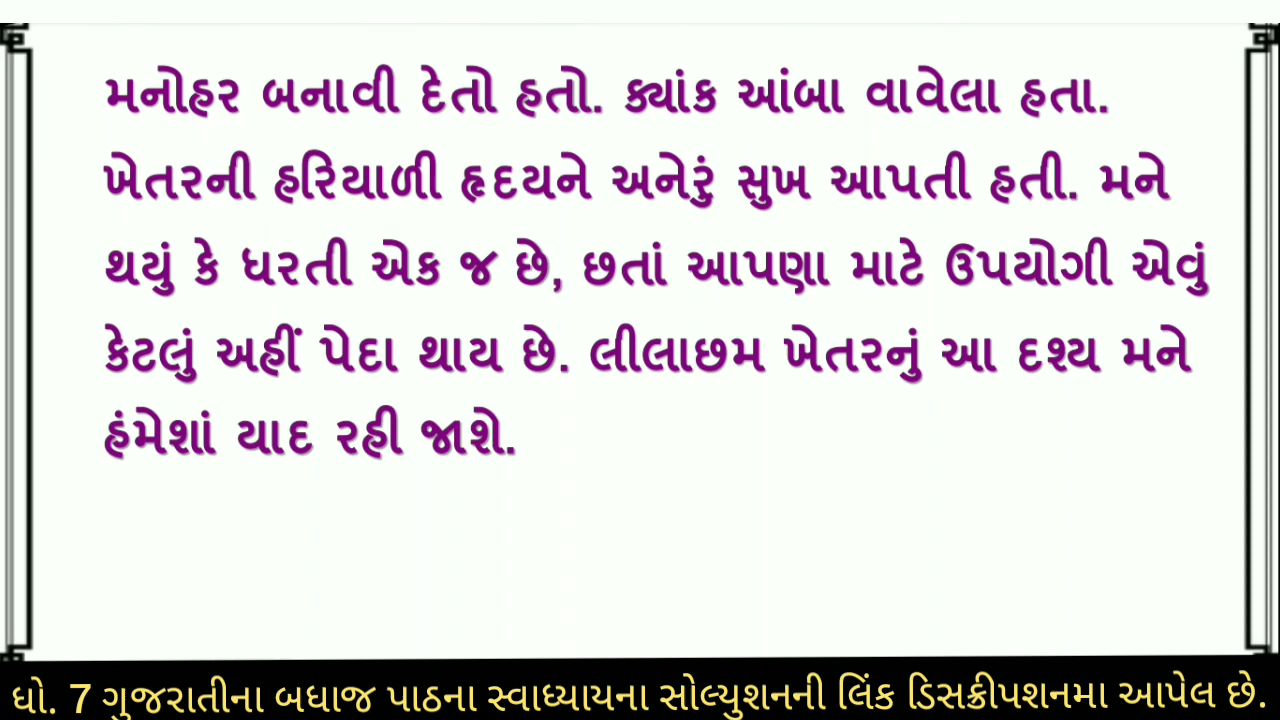 મનોહર બનાવી દેતો હતો. ક્યાંક આંબા વાવેલા હતા.
ખેતરની હરિયાળી હૃદયને અનેરું સુખ આપતી હતી. મને
થયું કે ધરતી એક જ છે, છતાં આપણા માટે ઉપયોગી એવું
કેટલું અહીં પેદા થાય છે. લીલાછમ ખેતરનું આ દશ્ય મને
હંમેશાં યાદ રહી જાશે.
ધો. 7 ગુજરાતીના બધાજ પાઠના સ્વાધ્યાયના સોલ્યુશનની લિંક ડિસક્રીપશનમા આપેલ છે.